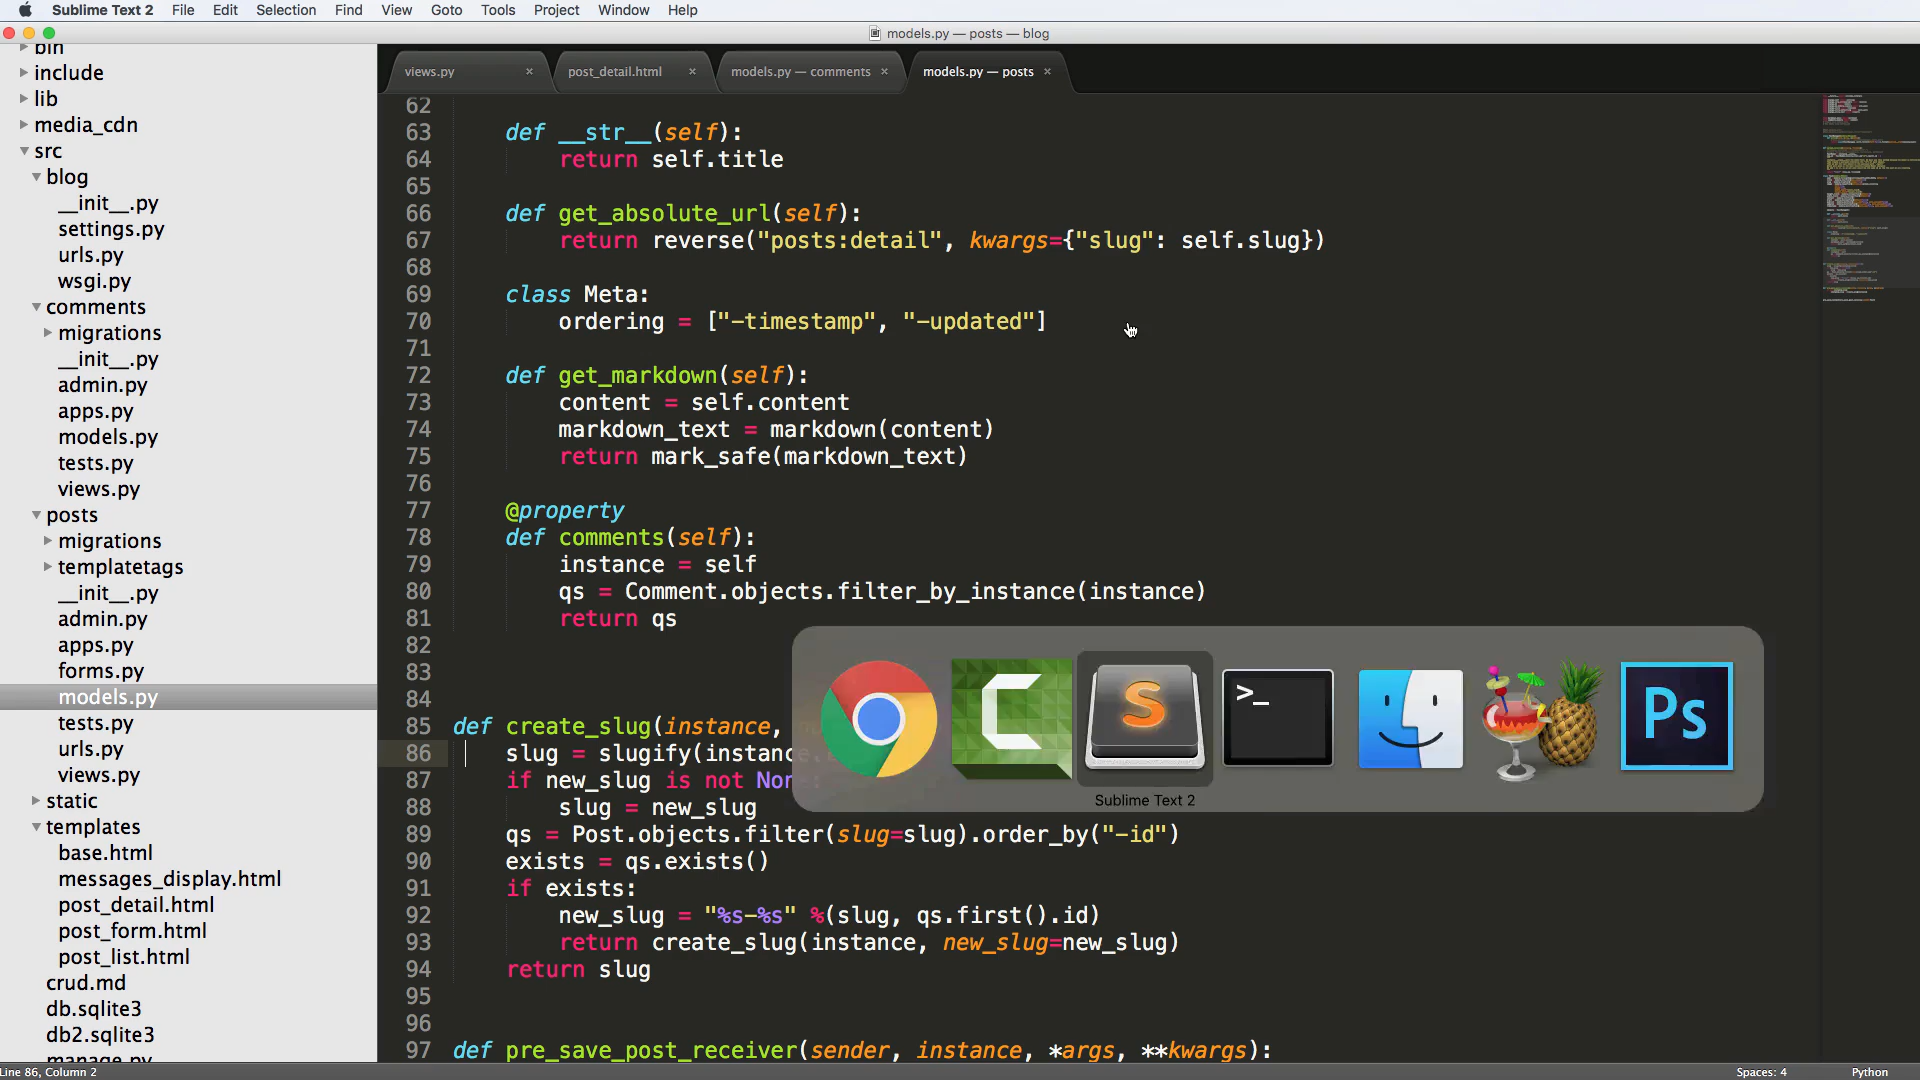 Sublime Text 2 File Edit Selection Find View Goto Tools Project Window Help
models.py — posts — blog
bin
include
lib
media_cdn
src
blog
__init__.py
settings.py
urls.py
wsgi.py
comments
migrations
__init__.py
admin.py
apps.py
models.py
tests.py
views.py
posts
migrations
templatetags
__init__.py
admin.py
apps.py
forms.py
models.py
tests.py
urls.py
views.py
static
templates
base.html
messages_display.html
post_detail.html
post_form.html
post_list.html
crud.md
db.sqlite3
db2.sqlite3
manage.py
views.py × post_detail.html × models.py — comments × models.py — posts ×
62
63 def __str__(self):
64 return self.title
65
66 def get_absolute_url(self):
67 return reverse("posts:detail", kwargs={"slug": self.slug})
68
69 class Meta:
70 ordering = ["-timestamp", "-updated"]
71
72 def get_markdown(self):
73 content = self.content
74 markdown_text = markdown(content)
75 return mark_safe(markdown_text)
76
77 @property
78 def comments(self):
79 instance = self
80 qs = Comment.objects.filter_by_instance(instance)
81 return qs
82
83
84
85 def create_slug(instance,
86 slug = slugify(instance.
87 if new_slug is not None:
88 slug = new_slug
89 qs = Post.objects.filter(slug=slug).order_by("-id")
90 exists = qs.exists()
91 if exists:
92 new_slug = "%s-%s" %(slug, qs.first().id)
93 return create_slug(instance, new_slug=new_slug)
94 return slug
95
96
97 def pre_save_post_receiver(sender, instance, *args, **kwargs):
C S >_ Ps
Sublime Text 2
Line 86, Column 2 Spaces: 4 Python